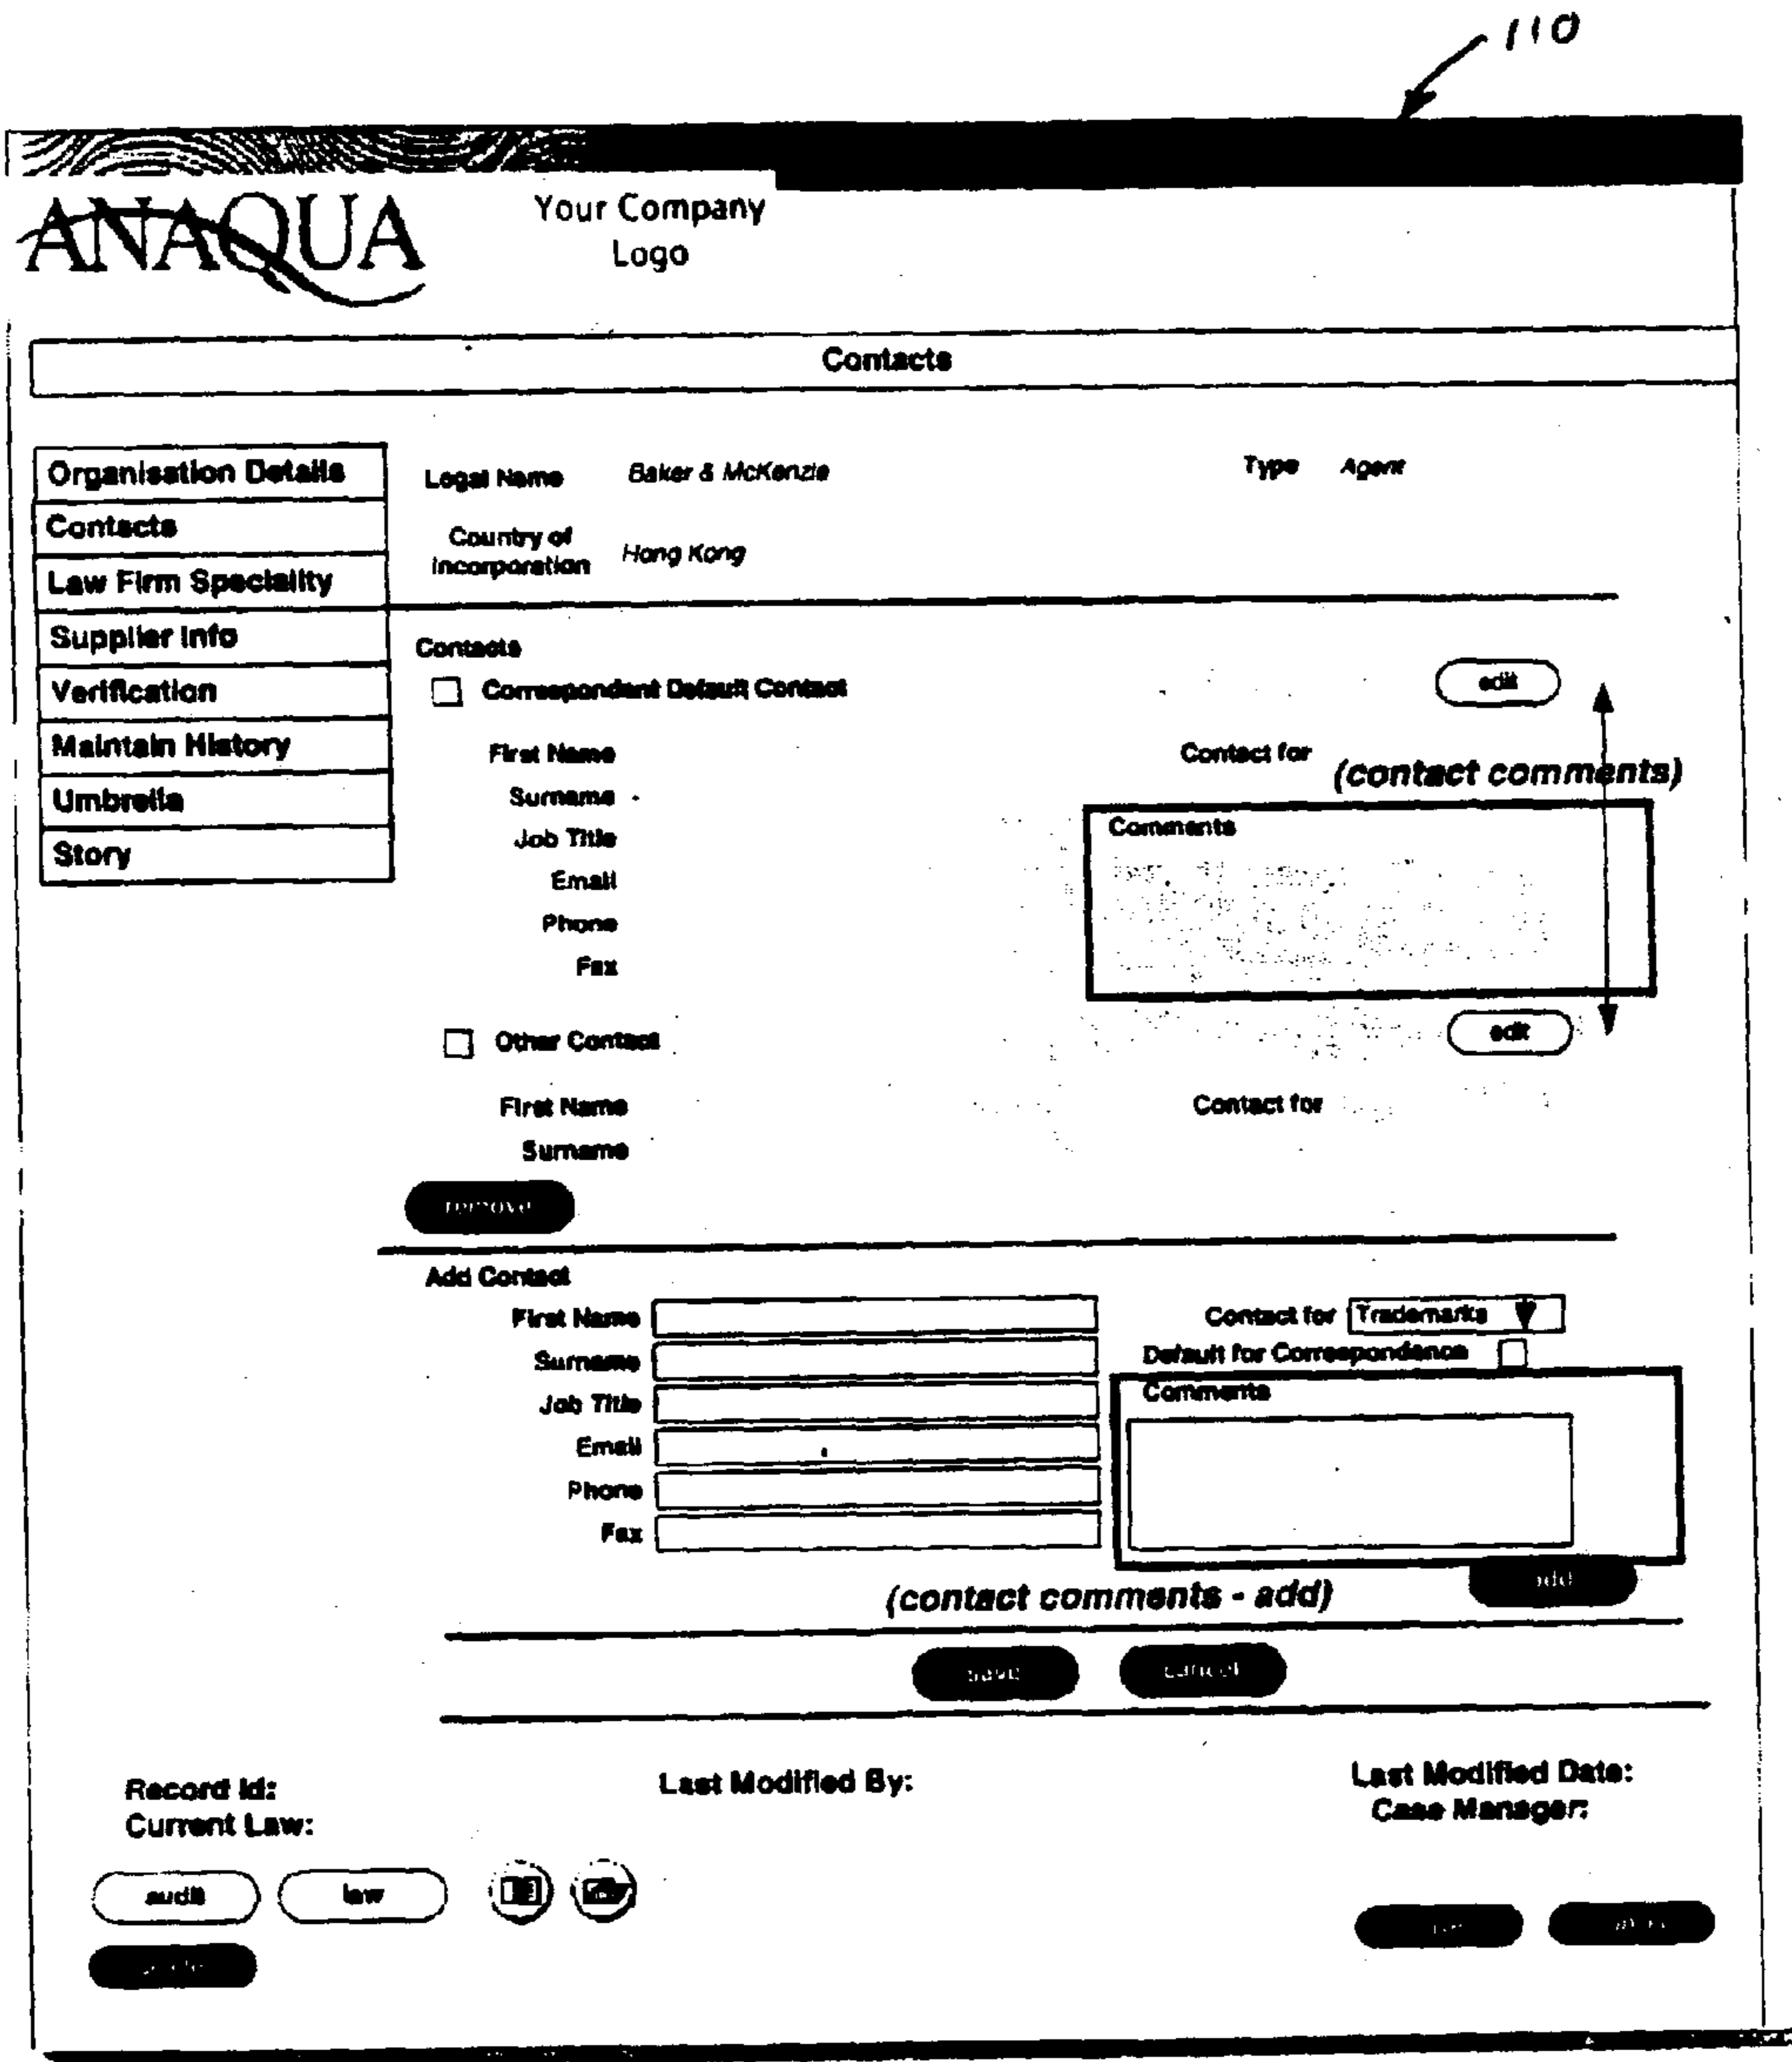 110
ANAQUA
Your Company
Logo
Contacts
Organisation Details
Contacts
Law Firm Speciality
Supplier Info
Verification
Maintain History
Umbrella
Story
Legal Name Baker & McKenzie Type Agent
Country of
Incorporation Hong Kong
Contacts
Correspondent Default Contact edit
First Name Contact for
(contact comments)
Surname
Comments
Job Title
Email
Phone
Fax
Other Contact edit
First Name Contact for
Surname
remove
Add Contact
First Name Contact for Trademarks
Surname Default for Correspondence
Job Title Comments
Email
Phone
Fax
(contact comments - add) add
save cancel
Record Id: Last Modified By: Last Modified Date:
Current Law: Case Manager:
audit law